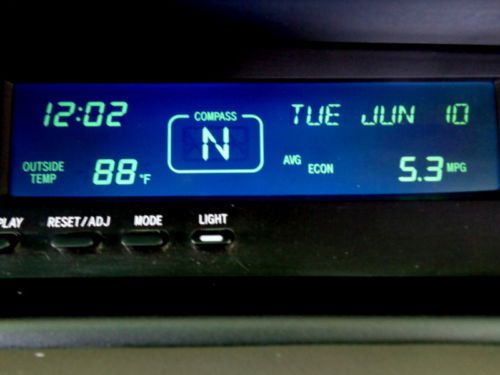 12:02
COMPASS
N
TUE JUN 10
OUTSIDE TEMP 88°F
AVG ECON 5.3 MPG
PLAY RESET/ADJ MODE LIGHT